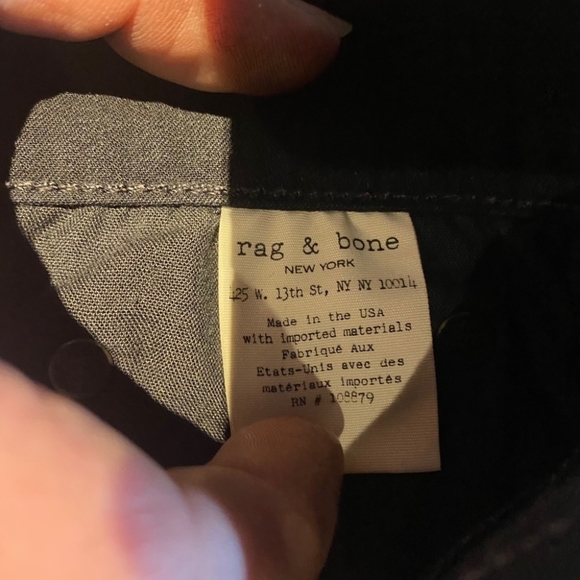 rag & bone
NEW YORK
425 W. 13th St, NY NY 10014
Made in the USA
with imported materials
Fabriqué Aux
Etats-Unis avec des
matériaux importés
RN # 108879